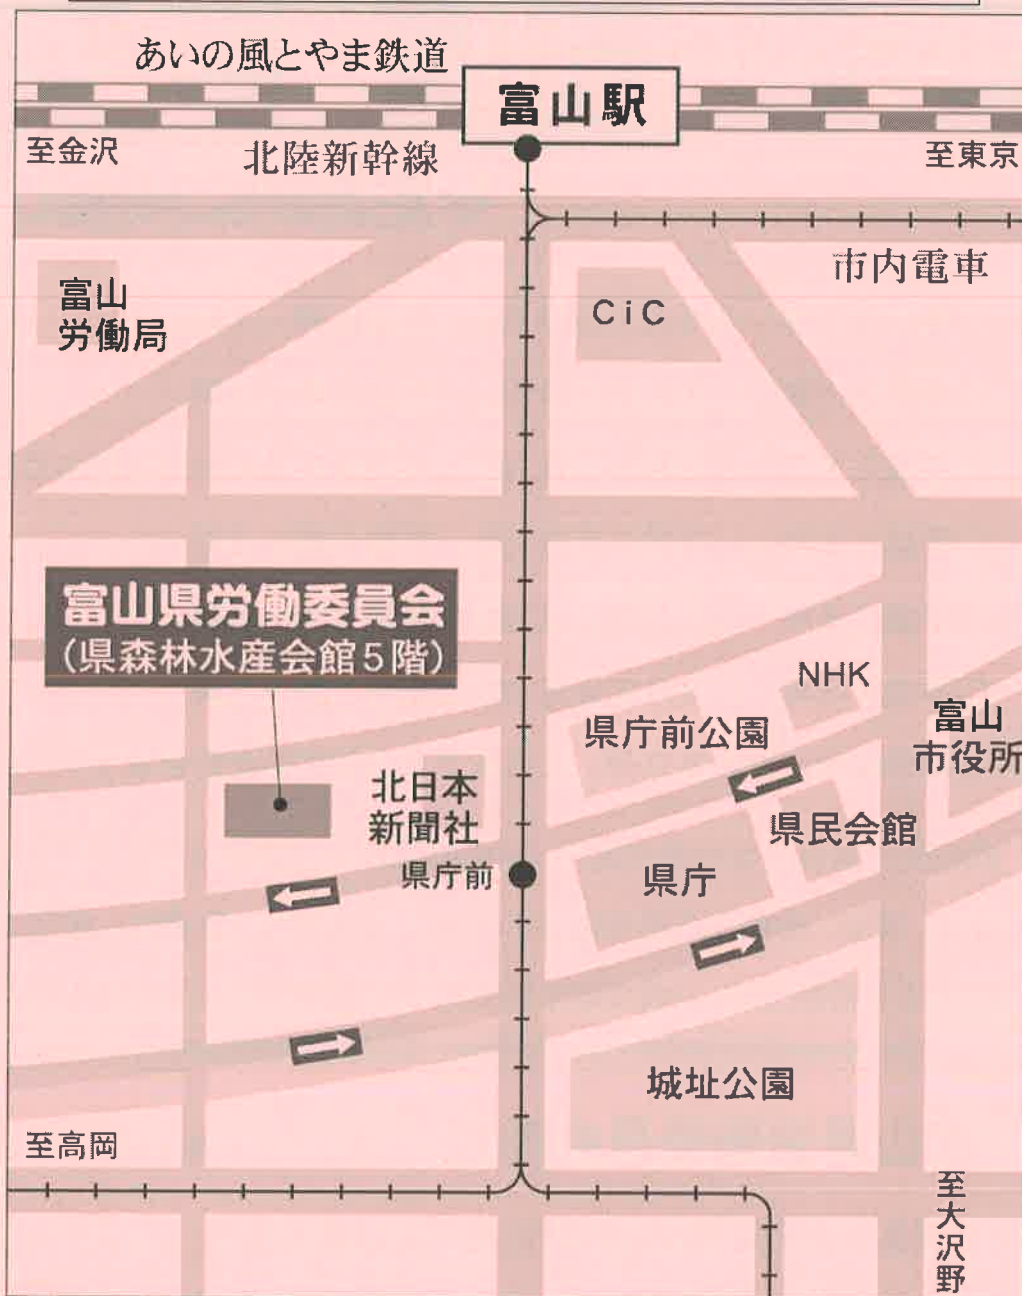 あいの風とやま鉄道
富山駅
至金沢
北陸新幹線
至東京
市内電車
富山
労働局
CiC
富山県労働委員会
(県森林水産会館5階)
NHK
県庁前公園
富山
市役所
北日本
新聞社
県民会館
県庁前
県庁
城址公園
至高岡
至大沢野